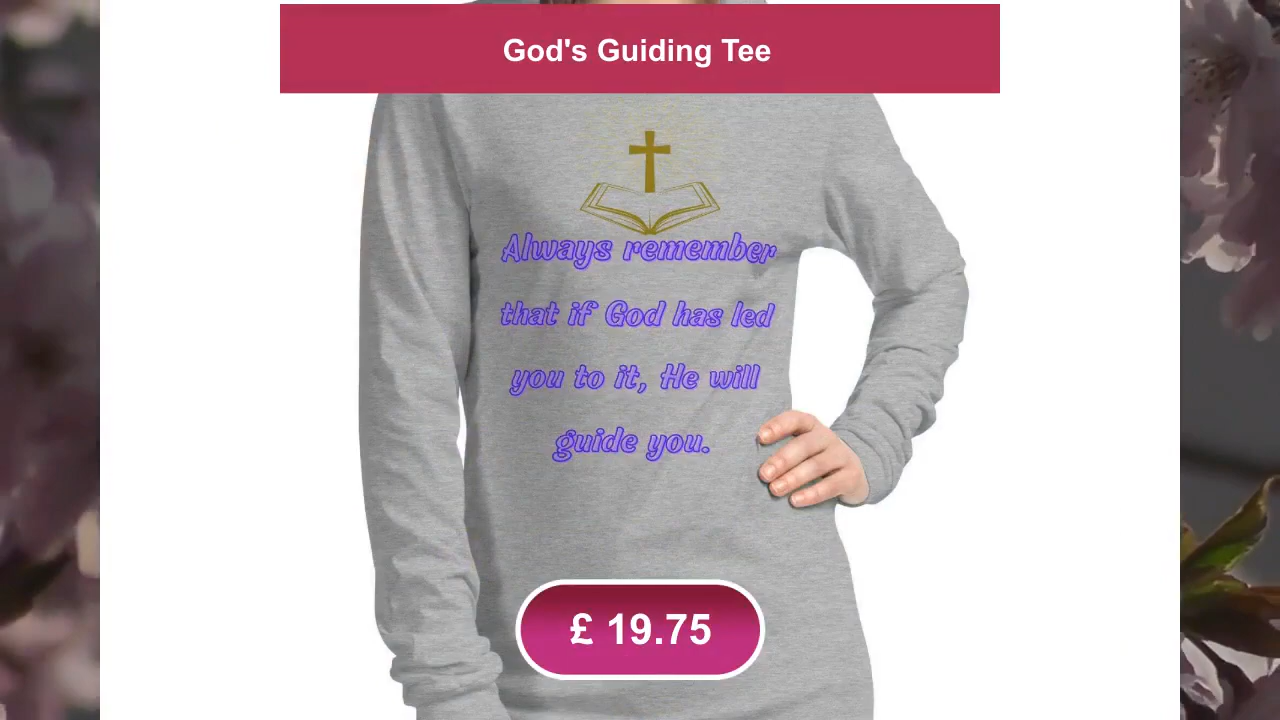 God's Guiding Tee
Always remember
that if God has led
you to it, He will
guide you.
£ 19.75